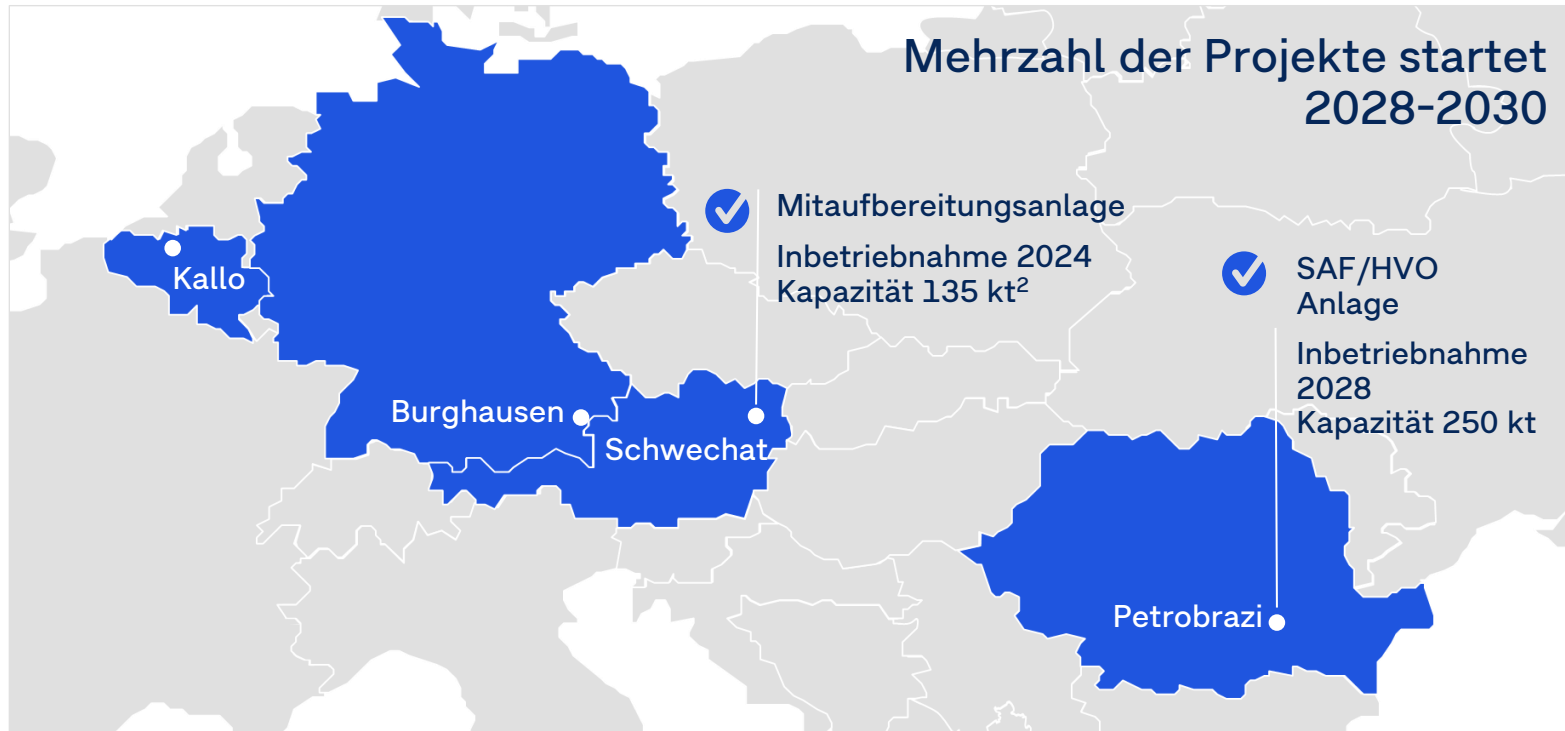 Mehrzahl der Projekte startet
2028-2030
Mitaufbereitungsanlage
Inbetriebnahme 2024
Kapazität 135 kt²
SAF/HVO
Anlage
Inbetriebnahme
2028
Kapazität 250 kt
Kallo
Burghausen
Schwechat
Petrobrazi